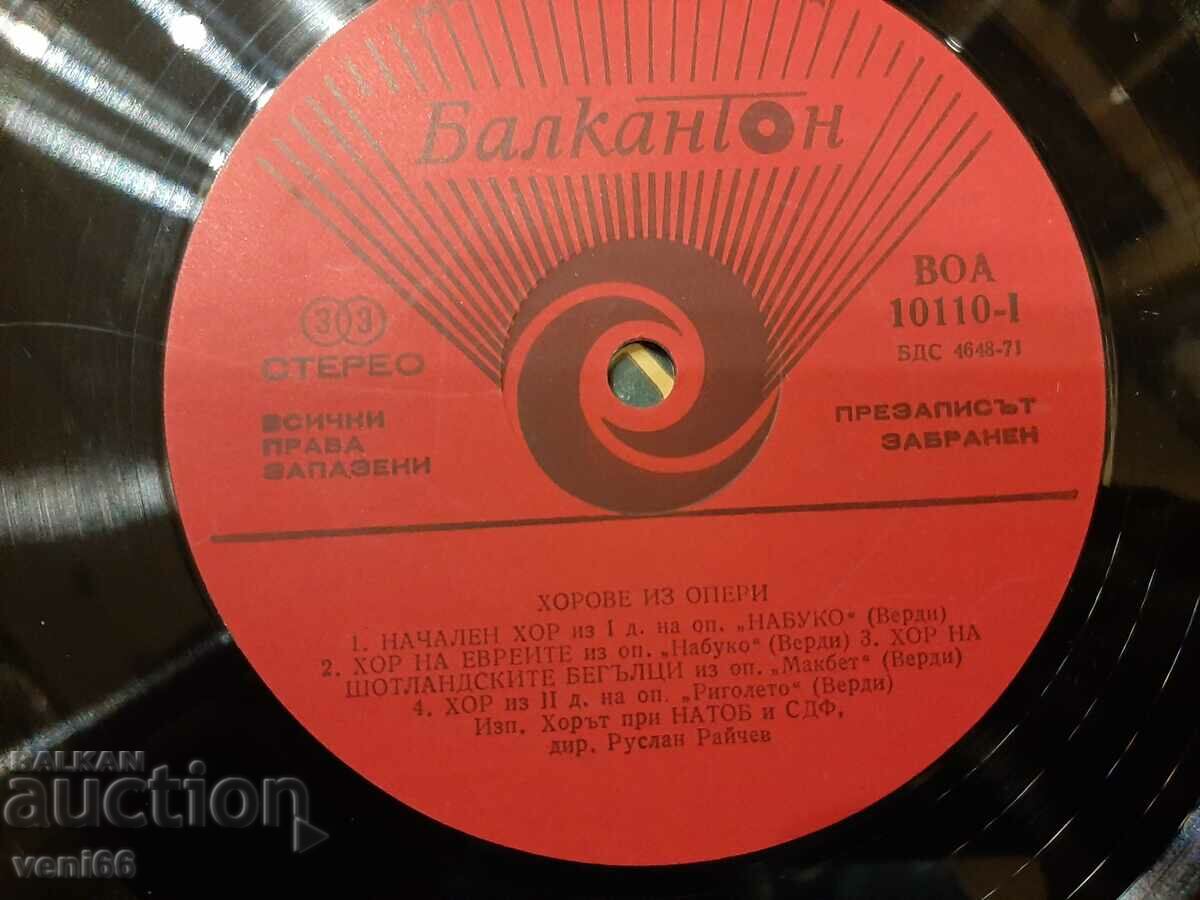 Балкантон
ВОА
10110-I
БДС 4648-71
33
СТЕРЕО
ВСИЧКИ
ПРАВА
ЗАПАЗЕНИ
ПРЕЗАПИСЪТ
ЗАБРАНЕН
ХОРОВЕ ИЗ ОПЕРИ
1. НАЧАЛЕН ХОР из I д. на оп. „НАБУКО“ (Верди)
2. ХОР НА ЕВРЕИТЕ из оп. „Набуко“ (Верди) 3. ХОР НА
ШОТЛАНДСКИТЕ БЕГЪЛЦИ из оп. „Макбет“ (Верди)
4. ХОР из II д. на оп. „Риголето“ (Верди)
Изп. Хорът при НАТОБ и СДФ,
дир. Руслан Райчев
BALKAN
auction
veni66